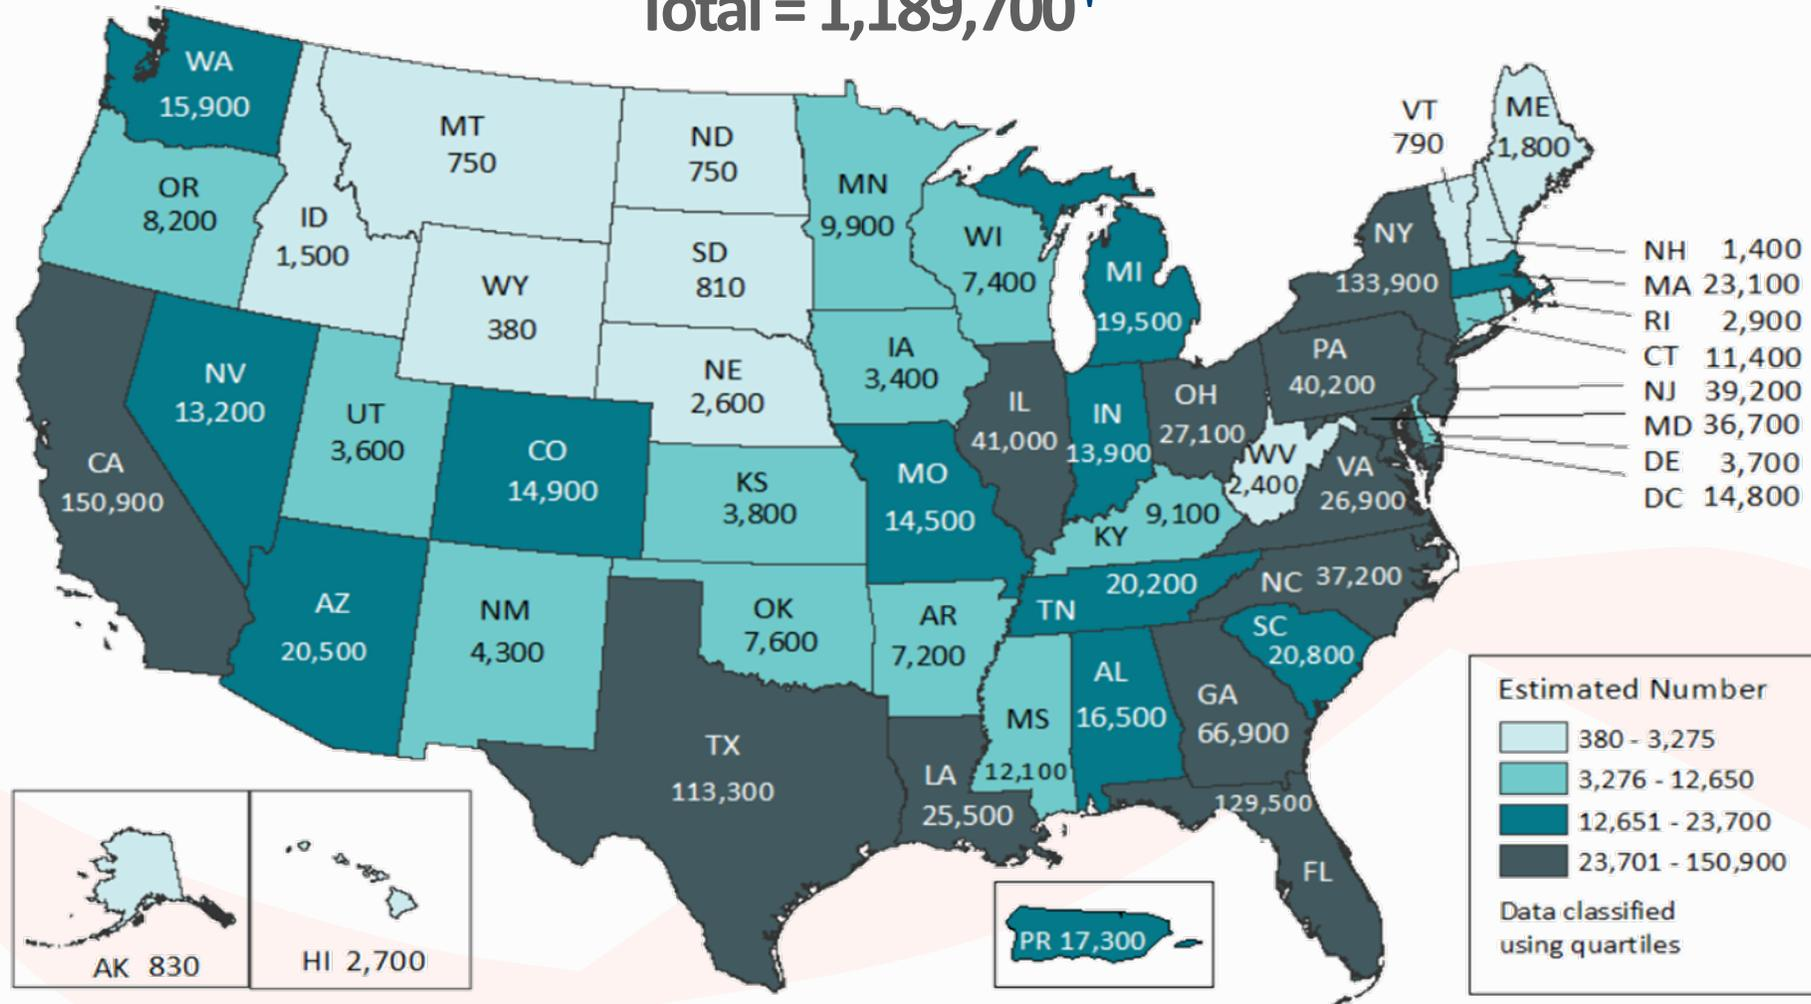 Total = 1,189,700
WA
15,900
OR
8,200
CA
150,900
NV
13,200
ID
1,500
MT
750
WY
380
UT
3,600
CO
14,900
AZ
20,500
NM
4,300
ND
750
SD
810
NE
2,600
KS
3,800
OK
7,600
TX
113,300
MN
9,900
IA
3,400
MO
14,500
AR
7,200
LA
25,500
WI
7,400
IL
41,000
MI
19,500
IN
13,900
OH
27,100
KY
9,100
TN
20,200
MS
12,100
AL
16,500
GA
66,900
FL
129,500
SC
20,800
NC 37,200
VA
26,900
WV
2,400
PA
40,200
NY
133,900
VT
790
ME
1,800
NH 1,400
MA 23,100
RI 2,900
CT 11,400
NJ 39,200
MD 36,700
DE 3,700
DC 14,800
AK 830
HI 2,700
PR 17,300
Estimated Number
380 - 3,275
3,276 - 12,650
12,651 - 23,700
23,701 - 150,900
Data classified
using quartiles